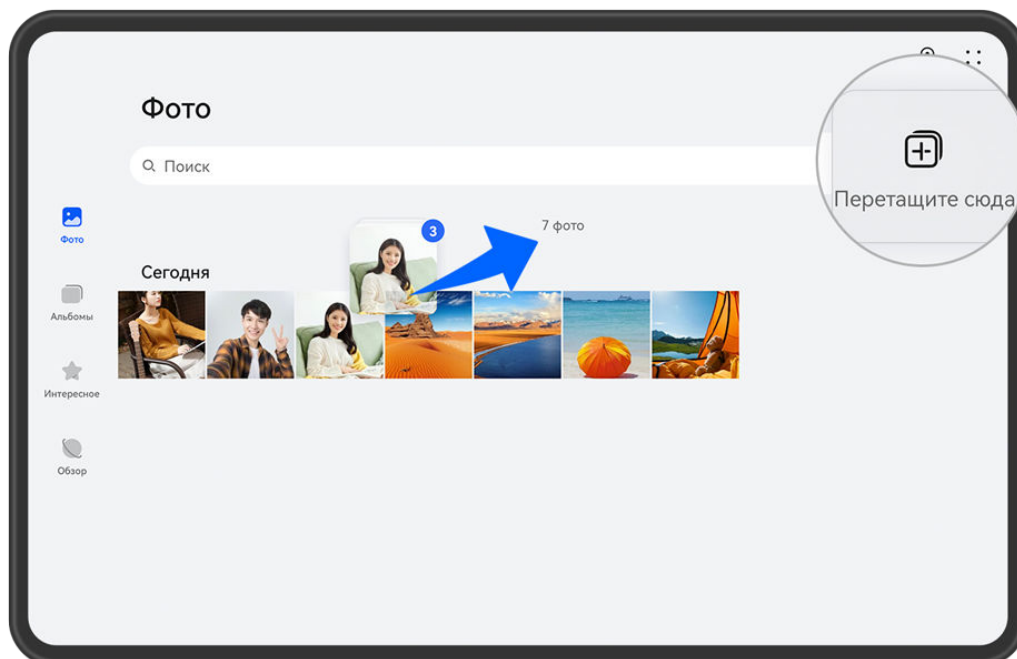 Фото
Поиск
Перетащите сюда
Фото
3
7 фото
Сегодня
Альбомы
Интересное
Обзор